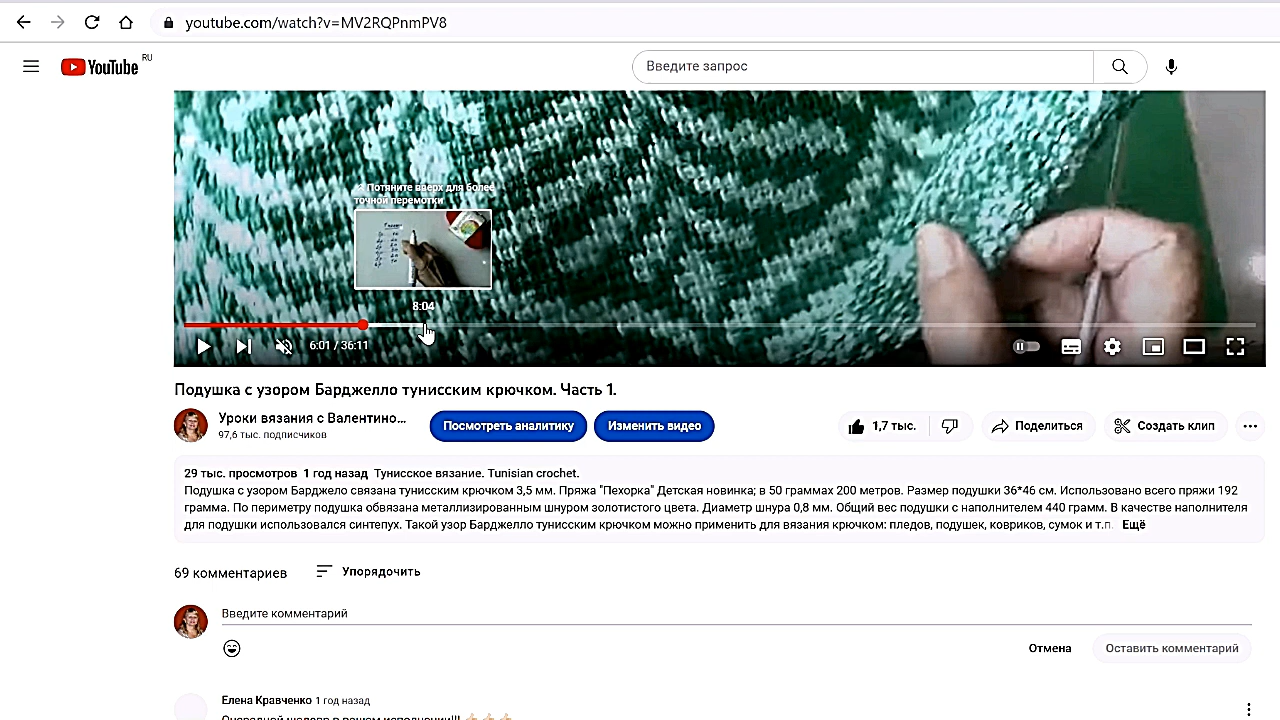 youtube.com/watch?v=MV2RQPnmPV8
YouTube RU
Введите запрос
Потяните вверх для более
точной перемотки
8:04
6:01 / 36:11
Подушка с узором Барджелло тунисским крючком. Часть 1.
Уроки вязания с Валентино...
97,6 тыс. подписчиков
Посмотреть аналитику
Изменить видео
1,7 тыс.
Поделиться
Создать клип
29 тыс. просмотров 1 год назад Тунисское вязание. Tunisian crochet.
Подушка с узором Барджело связана тунисским крючком 3,5 мм. Пряжа "Пехорка" Детская новинка; в 50 граммах 200 метров. Размер подушки 36*46 см. Использовано всего пряжи 192
грамма. По периметру подушка обвязана металлизированным шнуром золотистого цвета. Диаметр шнура 0,8 мм. Общий вес подушки с наполнителем 440 грамм. В качестве наполнителя
для подушки использовался синтепух. Такой узор Барджелло тунисским крючком можно применить для вязания крючком: пледов, подушек, ковриков, сумок и т.п. Ещё
69 комментариев
Упорядочить
Введите комментарий
Отмена
Оставить комментарий
Елена Кравченко 1 год назад
Очередной шедевр в вашем исполнении!!! 👍🏻👍🏻👍🏻